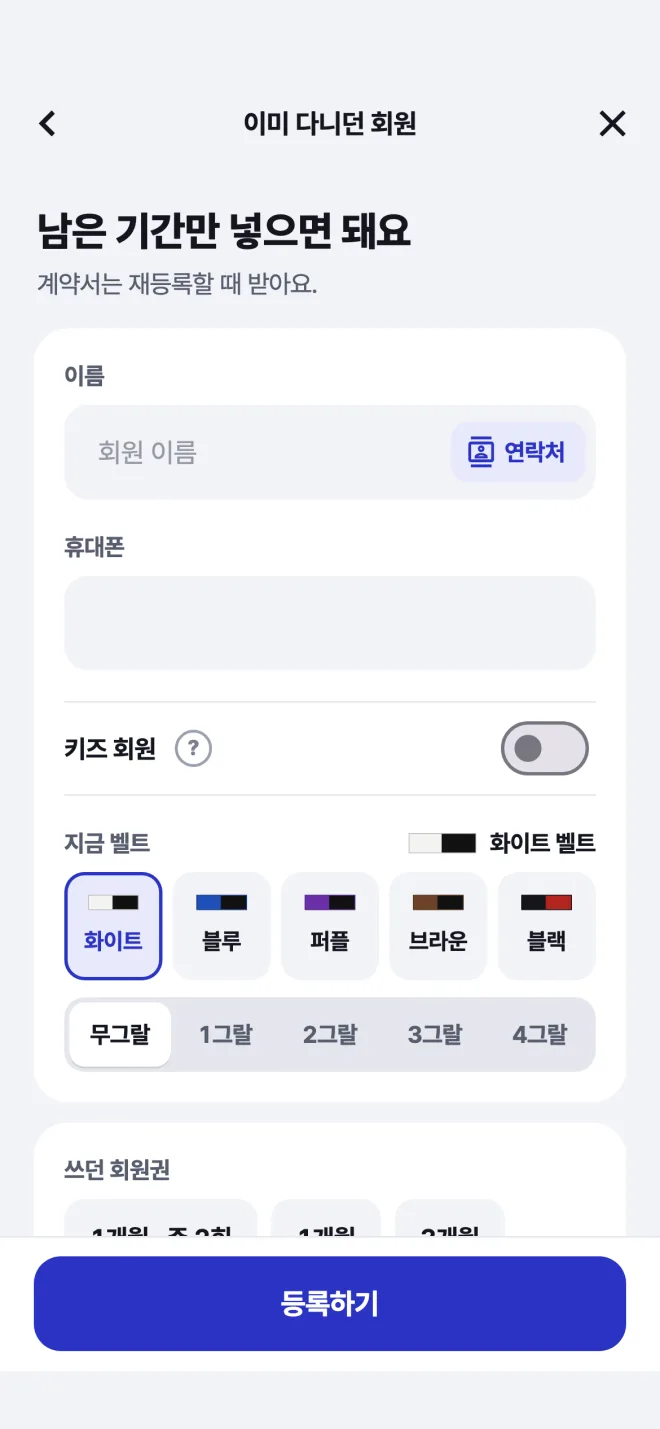 이미 다니던 회원
남은 기간만 넣으면 돼요
계약서는 재등록할 때 받아요.
이름
회원 이름 연락처
휴대폰
키즈 회원 ?
지금 벨트 화이트 벨트
화이트 블루 퍼플 브라운 블랙
무그랄 1그랄 2그랄 3그랄 4그랄
쓰던 회원권
등록하기